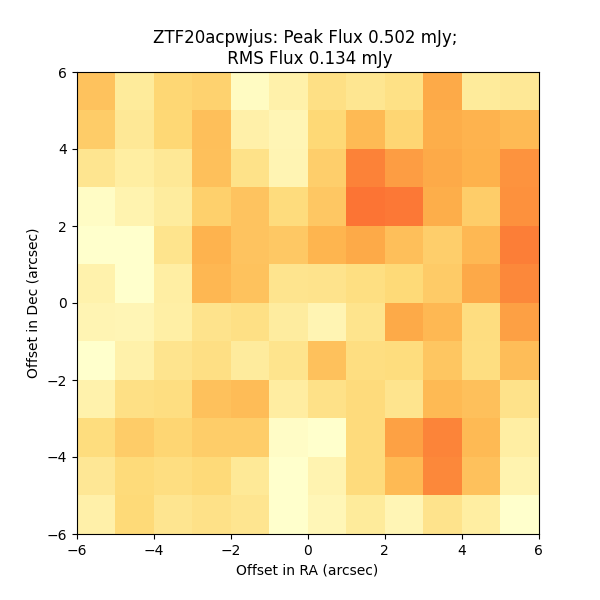 ZTF20acpwjus: Peak Flux 0.502 mJy;
RMS Flux 0.134 mJy
6
4
2
0
−2
−4
−6
Offset in Dec (arcsec)
−6 −4 −2 0 2 4 6
Offset in RA (arcsec)